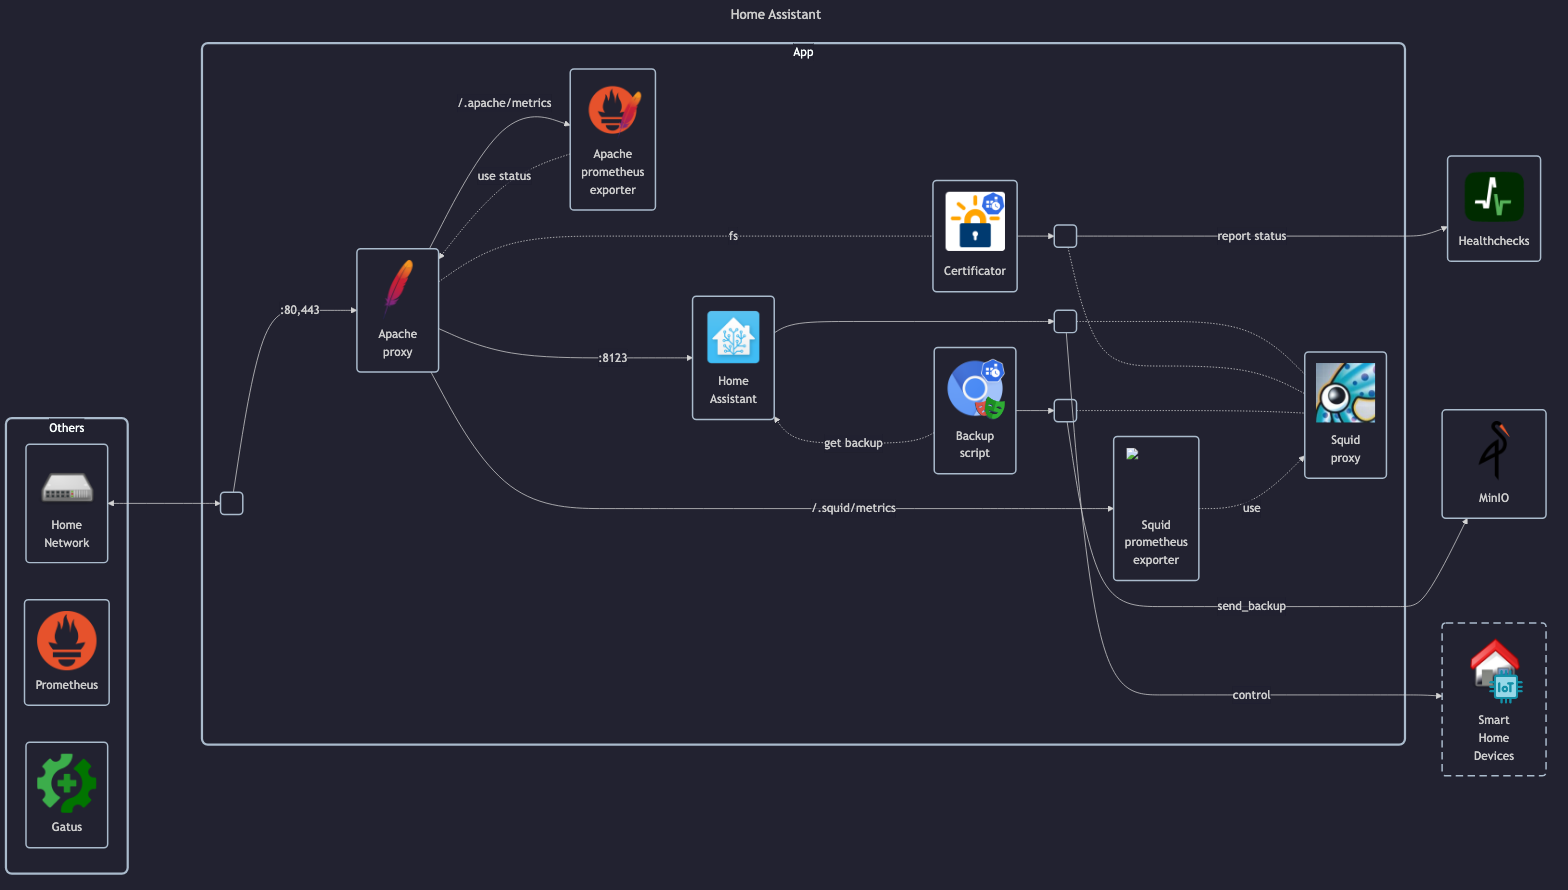 Home Assistant
App
/.apache/metrics
Apache
prometheus
exporter
use status
fs
Certificator
report status
Healthchecks
:80,443
Apache
proxy
:8123
Home
Assistant
get backup
Backup
script
Squid
proxy
Others
Home
Network
/.squid/metrics
Squid
prometheus
exporter
use
MinIO
send_backup
control
IoT
Smart
Home
Devices
Prometheus
Gatus